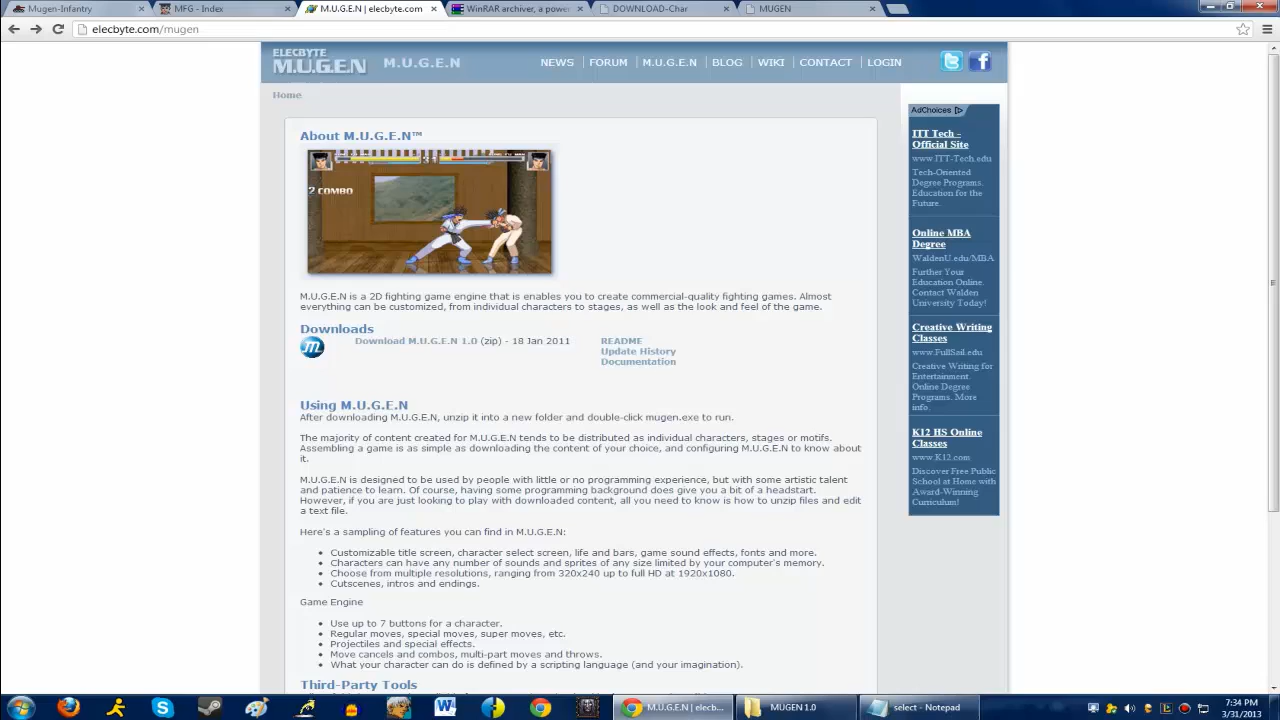 Mugen-Infantry
MFG - Index
M.U.G.E.N | elecbyte.com
WinRAR archiver, a power
DOWNLOAD-Char
MUGEN
elecbyte.com/mugen
ELECBYTE
M.U.G.E.N
M.U.G.E.N
NEWS
FORUM
M.U.G.E.N
BLOG
WIKI
CONTACT
LOGIN
Home
About M.U.G.E.N™
2 COMBO
M.U.G.E.N is a 2D fighting game engine that is enables you to create commercial-quality fighting games. Almost
everything can be customized, from individual characters to stages, as well as the look and feel of the game.
Downloads
Download M.U.G.E.N 1.0 (zip) - 18 Jan 2011
README
Update History
Documentation
Using M.U.G.E.N
After downloading M.U.G.E.N, unzip it into a new folder and double-click mugen.exe to run.
The majority of content created for M.U.G.E.N tends to be distributed as individual characters, stages or motifs.
Assembling a game is as simple as downloading the content of your choice, and configuring M.U.G.E.N to know about
it.
M.U.G.E.N is designed to be used by people with little or no programming experience, but with some artistic talent
and patience to learn. Of course, having some programming background does give you a bit of a headstart.
However, if you are just looking to play with downloaded content, all you need to know is how to unzip files and edit
a text file.
Here's a sampling of features you can find in M.U.G.E.N:
• Customizable title screen, character select screen, life and bars, game sound effects, fonts and more.
• Characters can have any number of sounds and sprites of any size limited by your computer's memory.
• Choose from multiple resolutions, ranging from 320x240 up to full HD at 1920x1080.
• Cutscenes, intros and endings.
Game Engine
• Use up to 7 buttons for a character.
• Regular moves, special moves, super moves, etc.
• Projectiles and special effects.
• Move cancels and combos, multi-part moves and throws.
• What your character can do is defined by a scripting language (and your imagination).
Third-Party Tools
AdChoices
ITT Tech -
Official Site
www.ITT-Tech.edu
Tech-Oriented
Degree Programs.
Education for the
Future.
Online MBA
Degree
WaldenU.edu/MBA
Further Your
Education Online.
Contact Walden
University Today!
Creative Writing
Classes
www.FullSail.edu
Creative Writing for
Entertainment.
Online Degree
Programs. More
info.
K12 HS Online
Classes
www.K12.com
Discover Free Public
School at Home with
Award-Winning
Curriculum!
M.U.G.E.N | elecb...
MUGEN 1.0
select - Notepad
7:34 PM
3/31/2013